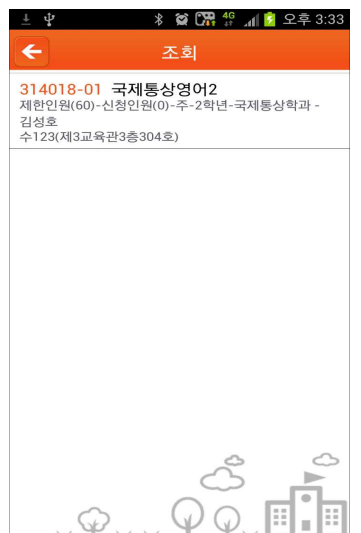 4G 오후 3:33
조회
314018-01 국제통상영어2
제한인원(60)-신청인원(0)-주-2학년-국제통상학과 -
김성호
수123(제3교육관3층304호)